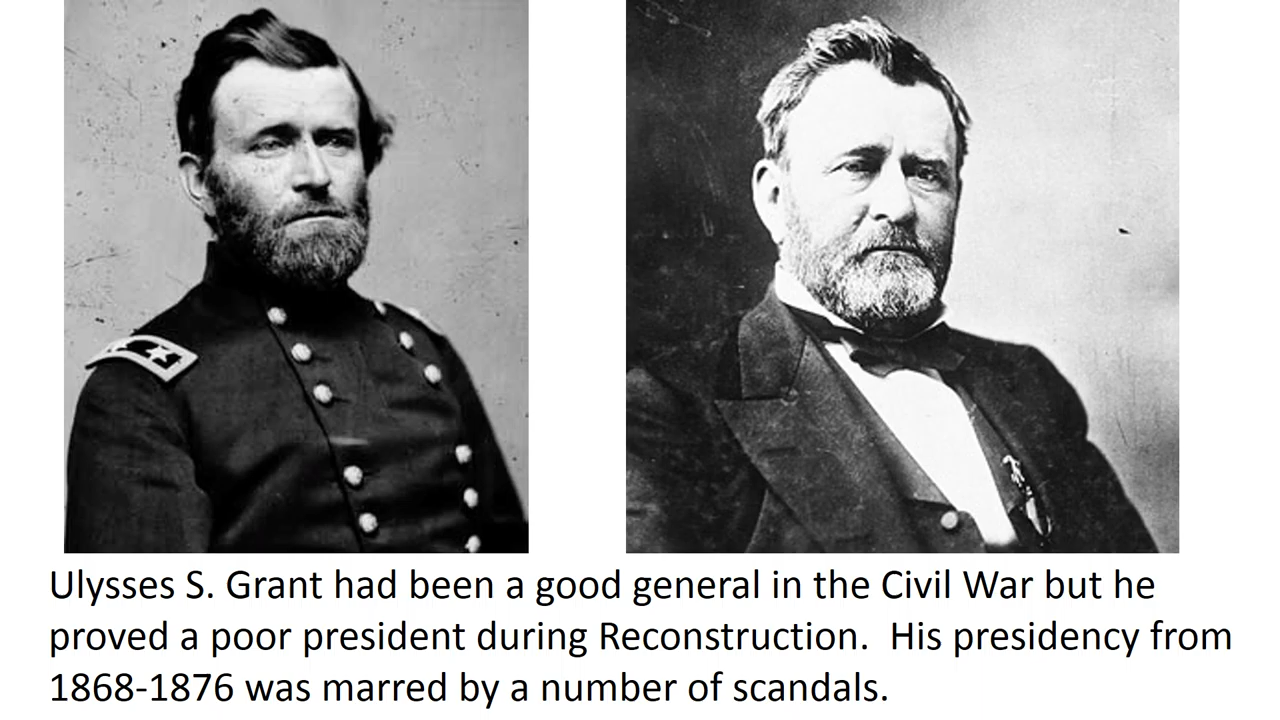 Ulysses S. Grant had been a good general in the Civil War but he
proved a poor president during Reconstruction.  His presidency from
1868-1876 was marred by a number of scandals.